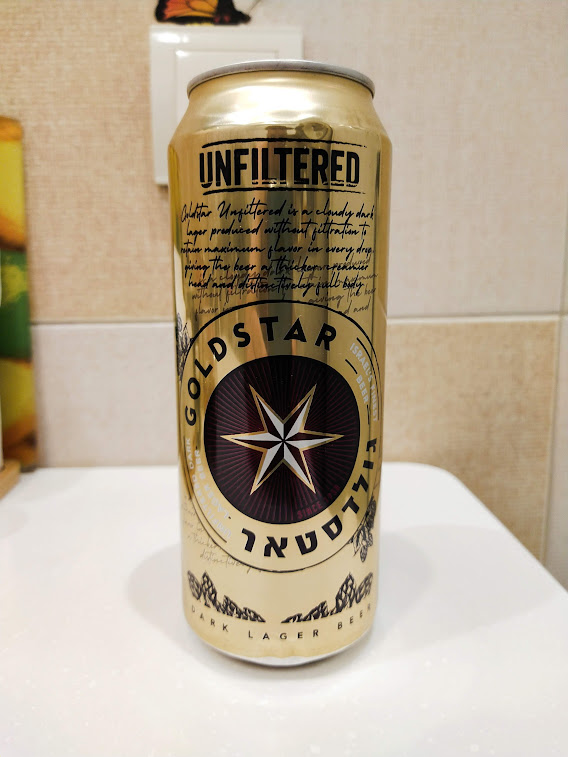 UNFILTERED
Goldstar Unfiltered is a cloudy dark
lager produced without filtration to
retain maximum flavor in every drop
giving the beer a thicker creamier
head and distinctively full body
GOLDSTAR
גולדסטאר
DARK LAGER BEER